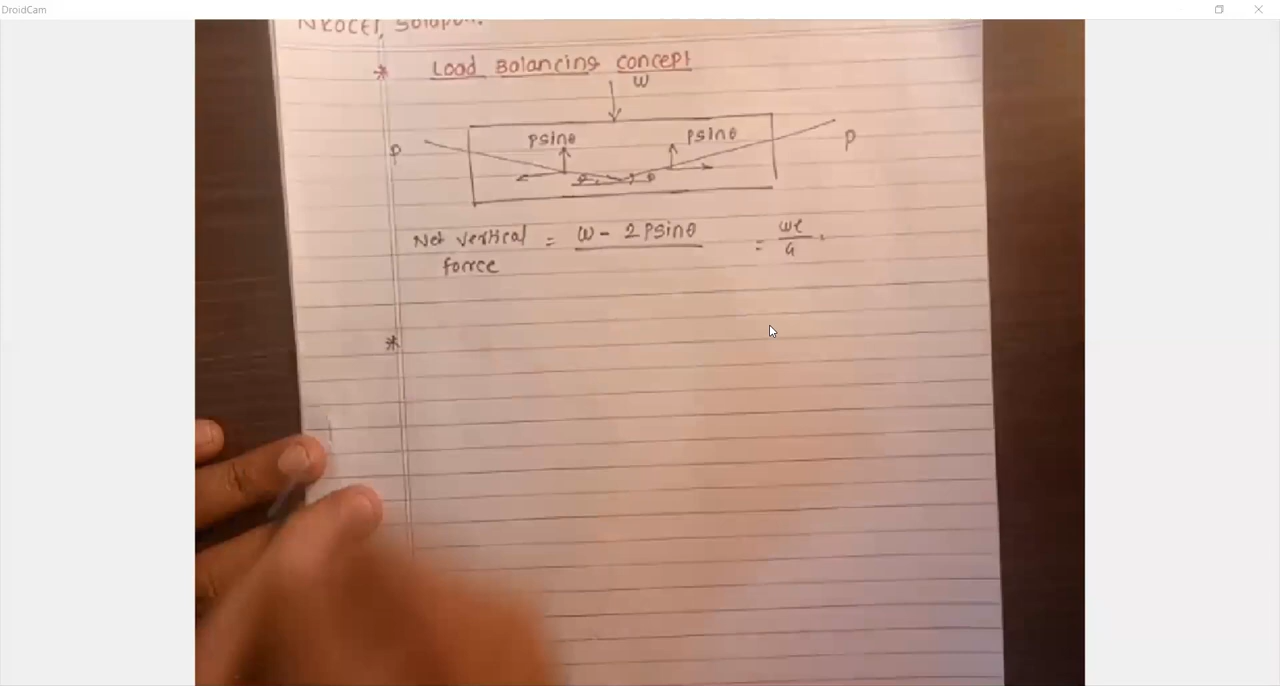 DroidCam
* Load Balancing concept
W
Psinθ Psinθ
P P
θ θ
Net vertical = W - 2Psinθ = Wl/4.
force
*